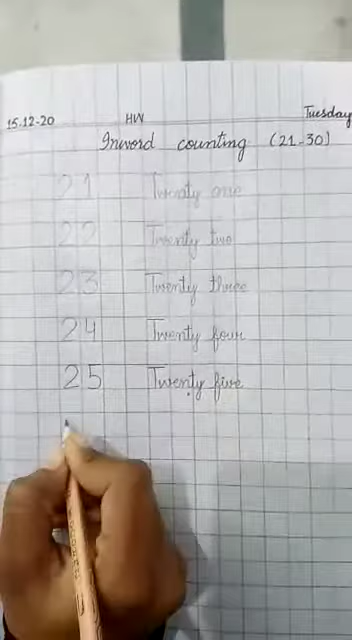 15-12-20 HW Tuesday
Inword counting (21-30)
21 Twenty one
22 Twenty two
23 Twenty three
24 Twenty four
25 Twenty five